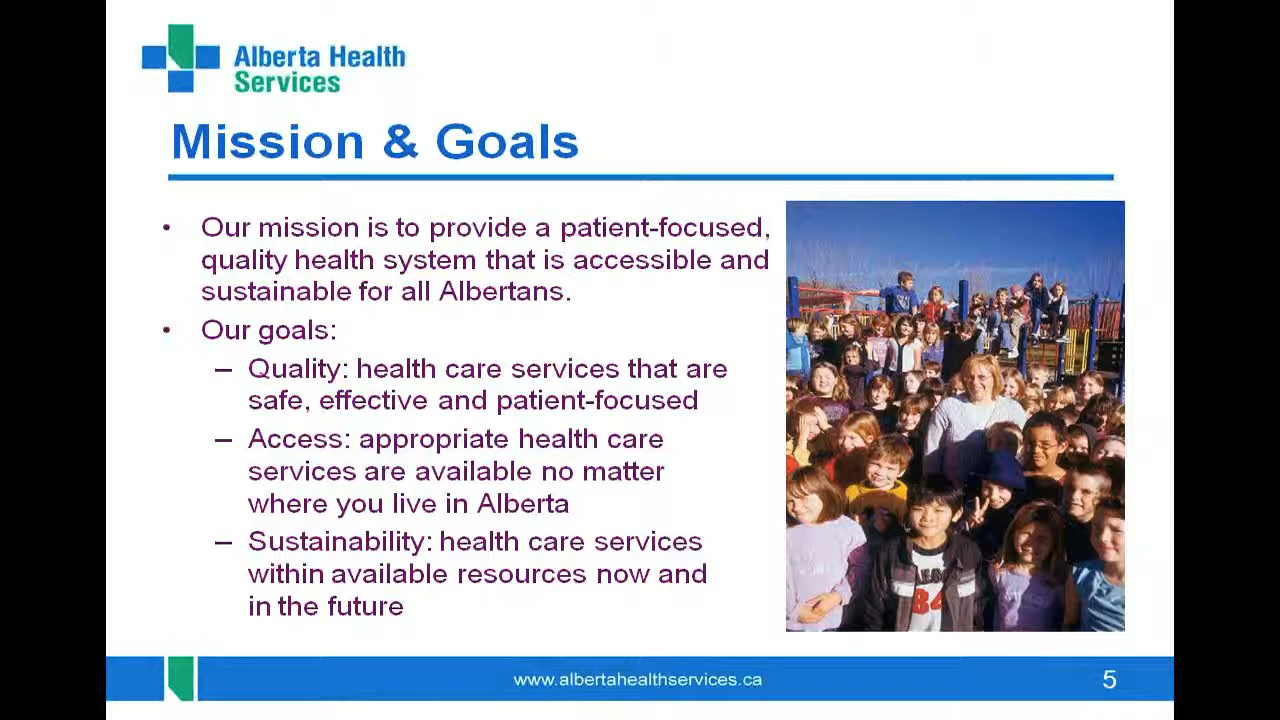 Alberta Health
Services
Mission & Goals
• Our mission is to provide a patient-focused,
quality health system that is accessible and
sustainable for all Albertans.
• Our goals:
– Quality: health care services that are
safe, effective and patient-focused
– Access: appropriate health care
services are available no matter
where you live in Alberta
– Sustainability: health care services
within available resources now and
in the future
www.albertahealthservices.ca
5